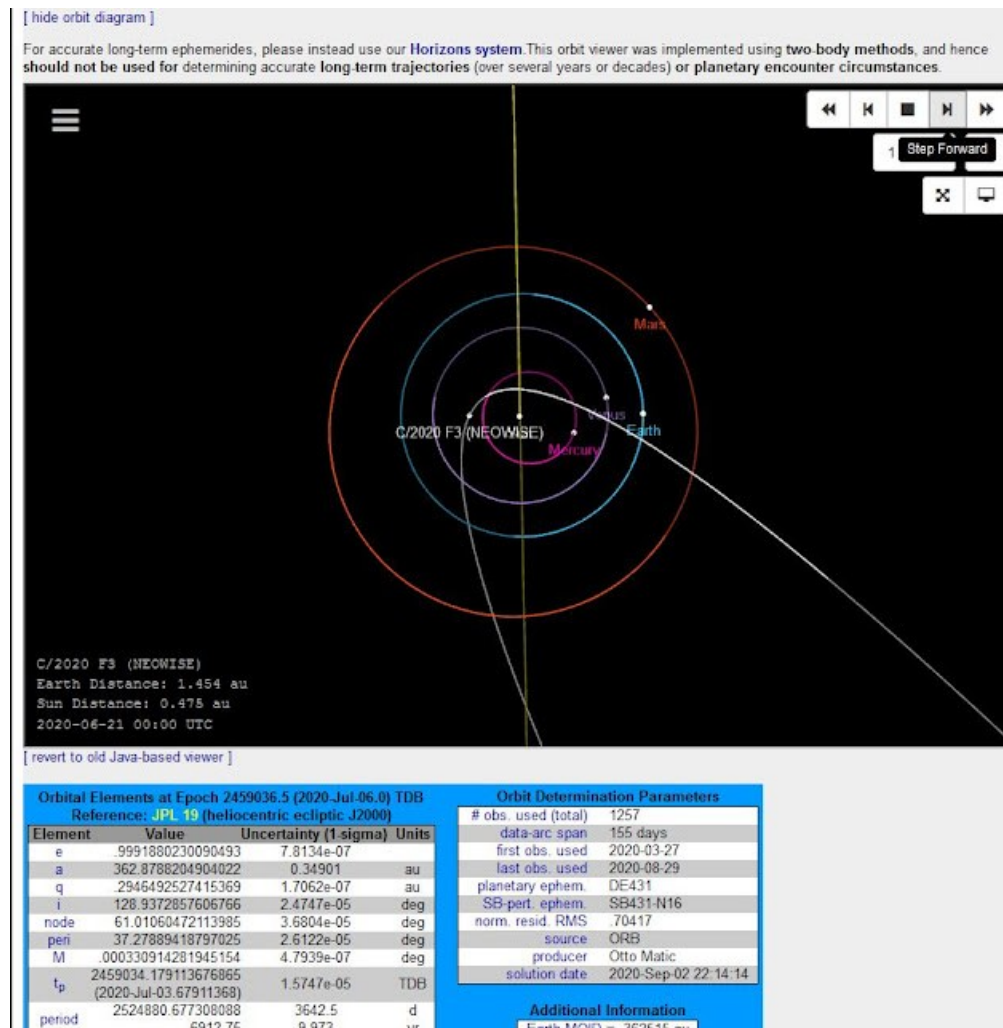 [ hide orbit diagram ]
For accurate long-term ephemerides, please instead use our Horizons system.This orbit viewer was implemented using two-body methods, and hence
should not be used for determining accurate long-term trajectories (over several years or decades) or planetary encounter circumstances.
1
Step Forward
Mars
Venus
C/2020 F3 (NEOWISE)
Earth
Mercury
C/2020 F3 (NEOWISE)
Earth Distance: 1.454 au
Sun Distance: 0.475 au
2020-06-21 00:00 UTC
[ revert to old Java-based viewer ]
Orbital Elements at Epoch 2459036.5 (2020-Jul-06.0) TDB
Reference: JPL 19 (heliocentric ecliptic J2000)
Element Value Uncertainty (1-sigma) Units
e .9991880230090493 7.8134e-07
a 362.8788204904022 0.34901 au
q .2946492527415369 1.7062e-07 au
i 128.9372857606766 2.4747e-05 deg
node 61.01060472113985 3.6804e-05 deg
peri 37.27889418797025 2.6122e-05 deg
M .000330914281945154 4.7939e-07 deg
tp 2459034.179113676865 1.5747e-05 TDB
(2020-Jul-03.67911368)
period 2524880.677308088 3642.5 d
6912.76 9.973 yr
Orbit Determination Parameters
# obs. used (total) 1257
data-arc span 155 days
first obs. used 2020-03-27
last obs. used 2020-08-29
planetary ephem. DE431
SB-pert. ephem. SB431-N16
norm. resid. RMS .70417
source ORB
producer Otto Matic
solution date 2020-Sep-02 22:14:14
Additional Information
Earth MOID = .362515 au